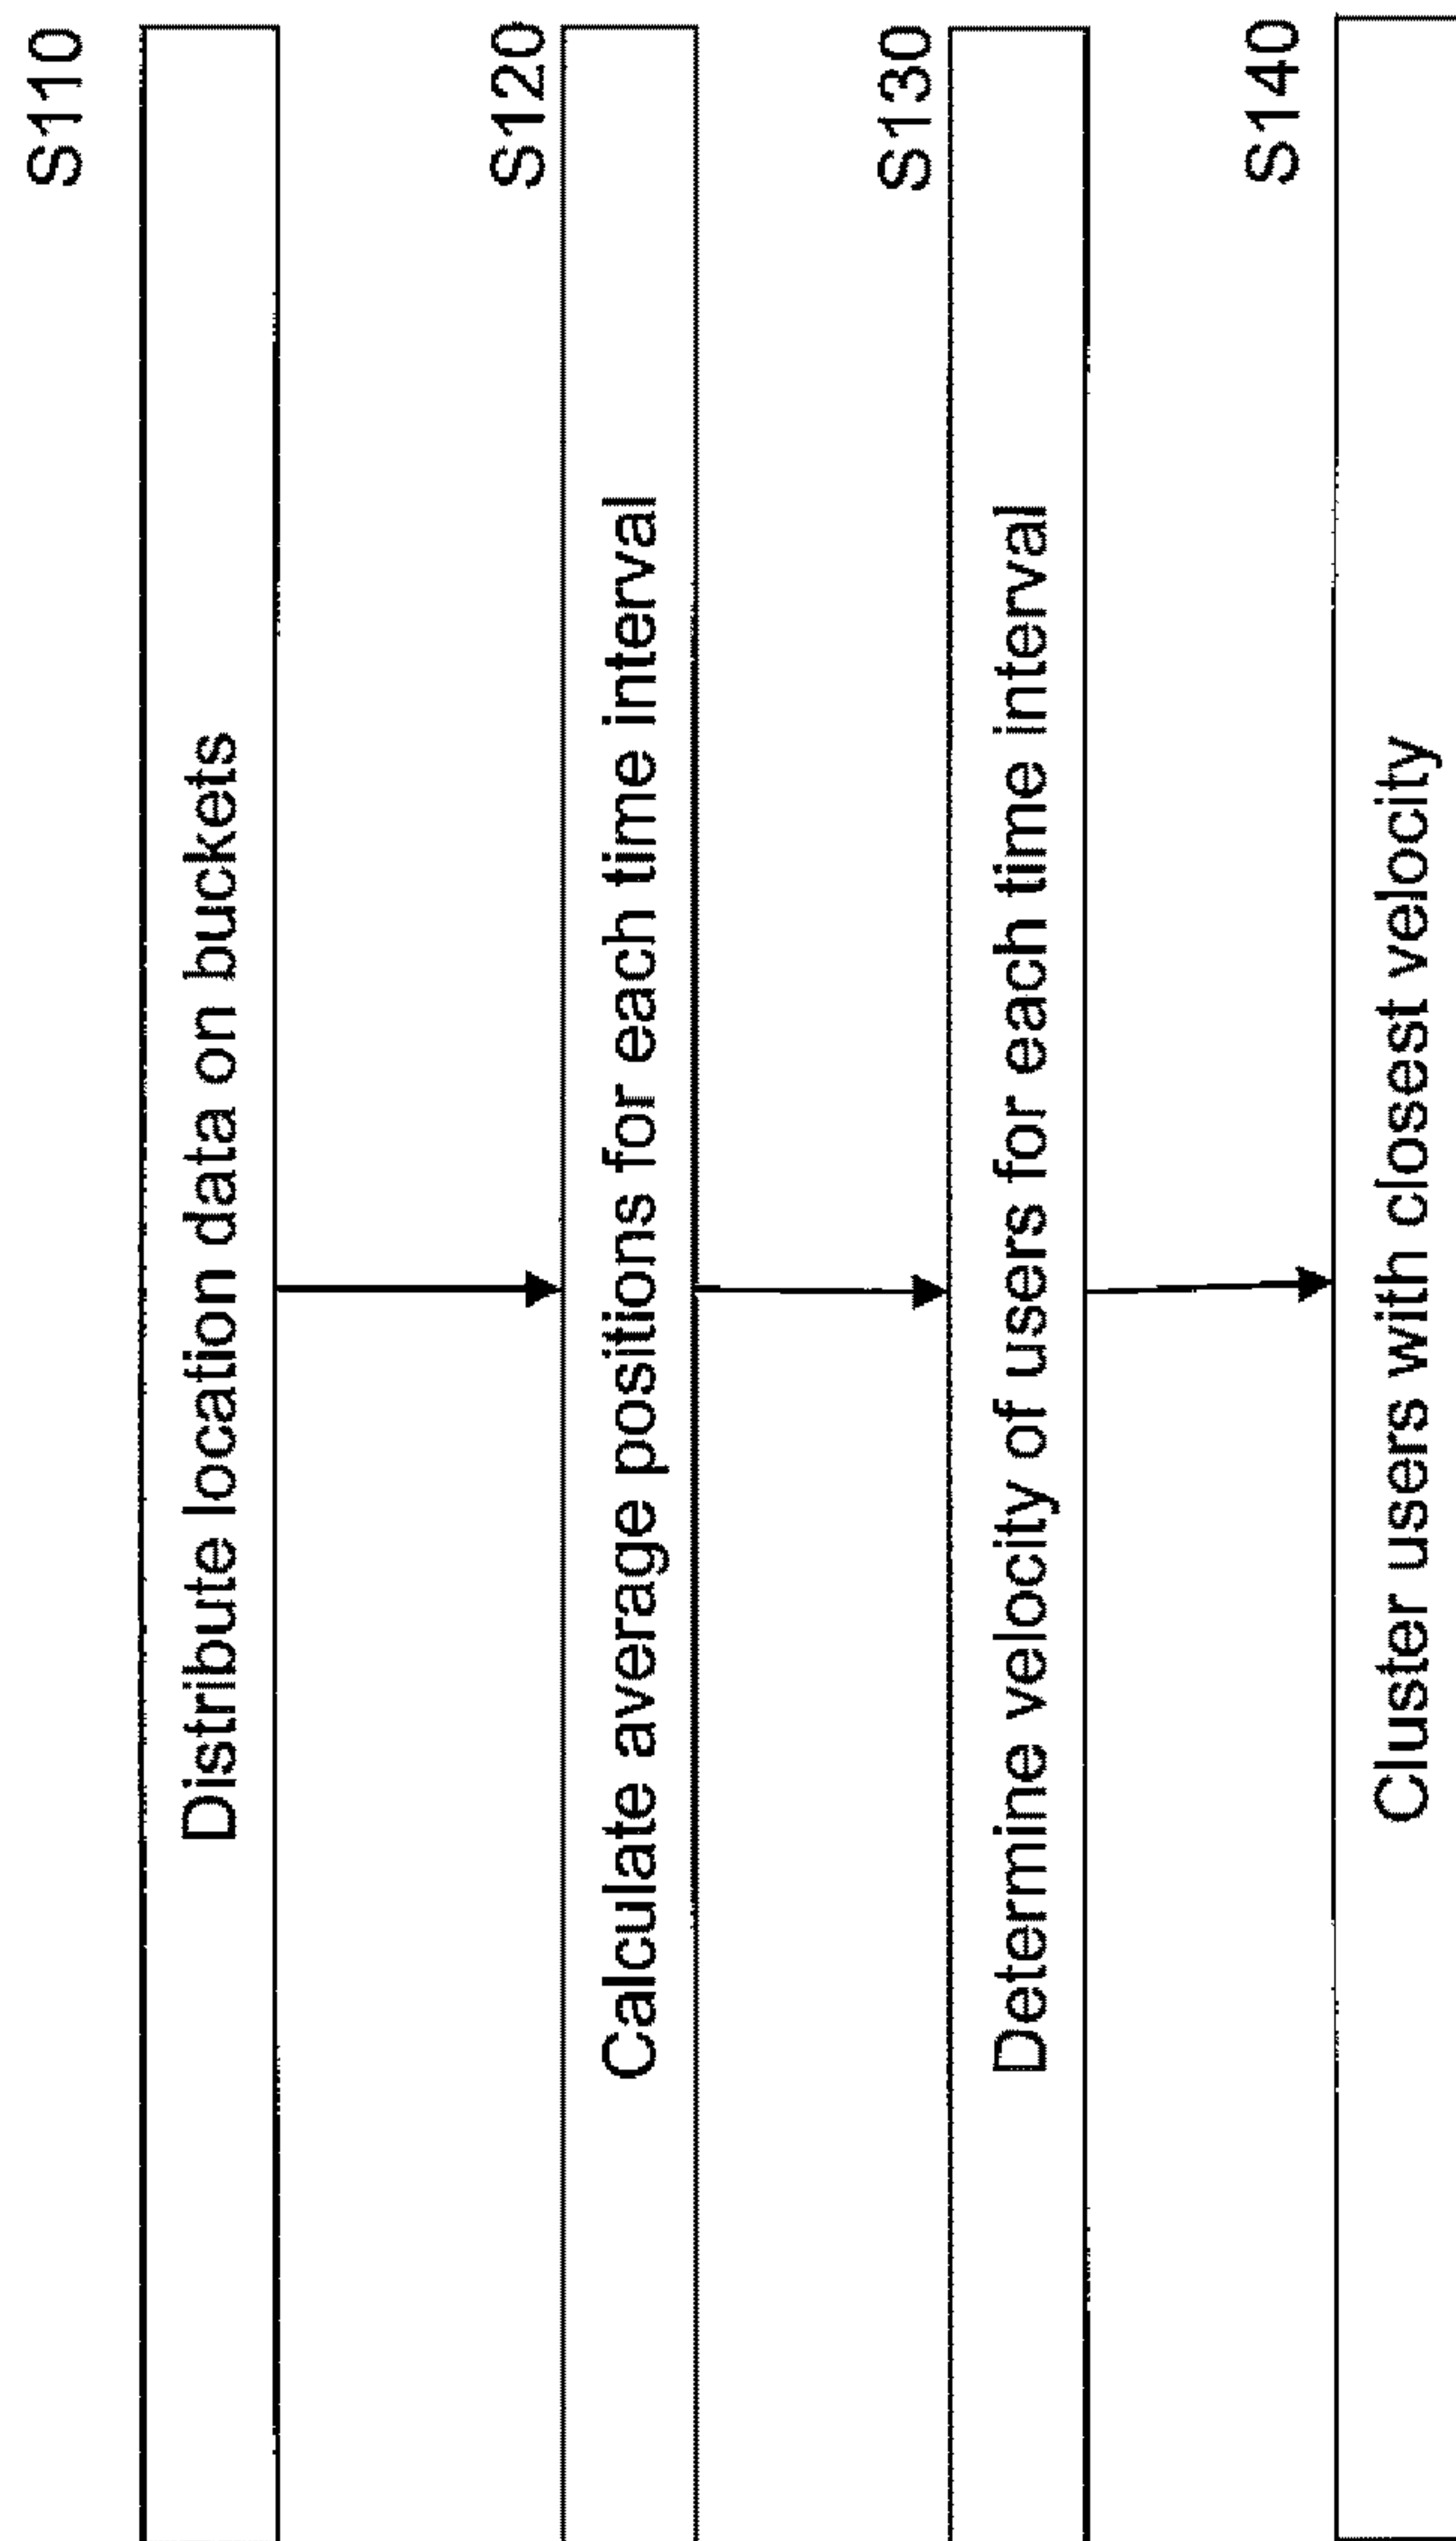 S110
Distribute location data on buckets
S120
Calculate average positions for each time interval
S130
Determine velocity of users for each time interval
S140
Cluster users with closest velocity